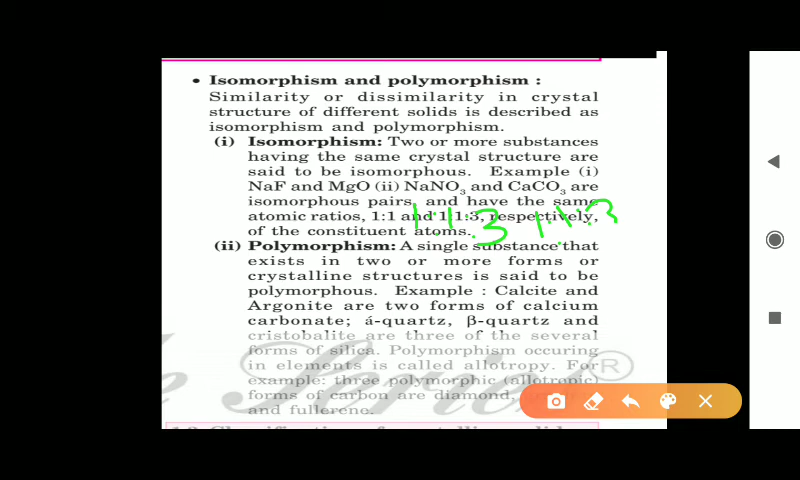 • Isomorphism and polymorphism :
Similarity or dissimilarity in crystal
structure of different solids is described as
isomorphism and polymorphism.
(i) Isomorphism: Two or more substances
having the same crystal structure are
said to be isomorphous. Example (i)
NaF and MgO (ii) NaNO₃ and CaCO₃ are
isomorphous pairs, and have the same
atomic ratios, 1:1 and 1:1:3, respectively,
1:1:3 1:1:3
of the constituent atoms.
(ii) Polymorphism: A single substance that
exists in two or more forms or
crystalline structures is said to be
polymorphous. Example : Calcite and
Argonite are two forms of calcium
carbonate; á-quartz, β-quartz and
cristobalite are three of the several
forms of silica. Polymorphism occuring
in elements is called allotropy. For
example: three polymorphic (allotropic)
forms of carbon are diamond,
and fullerene.